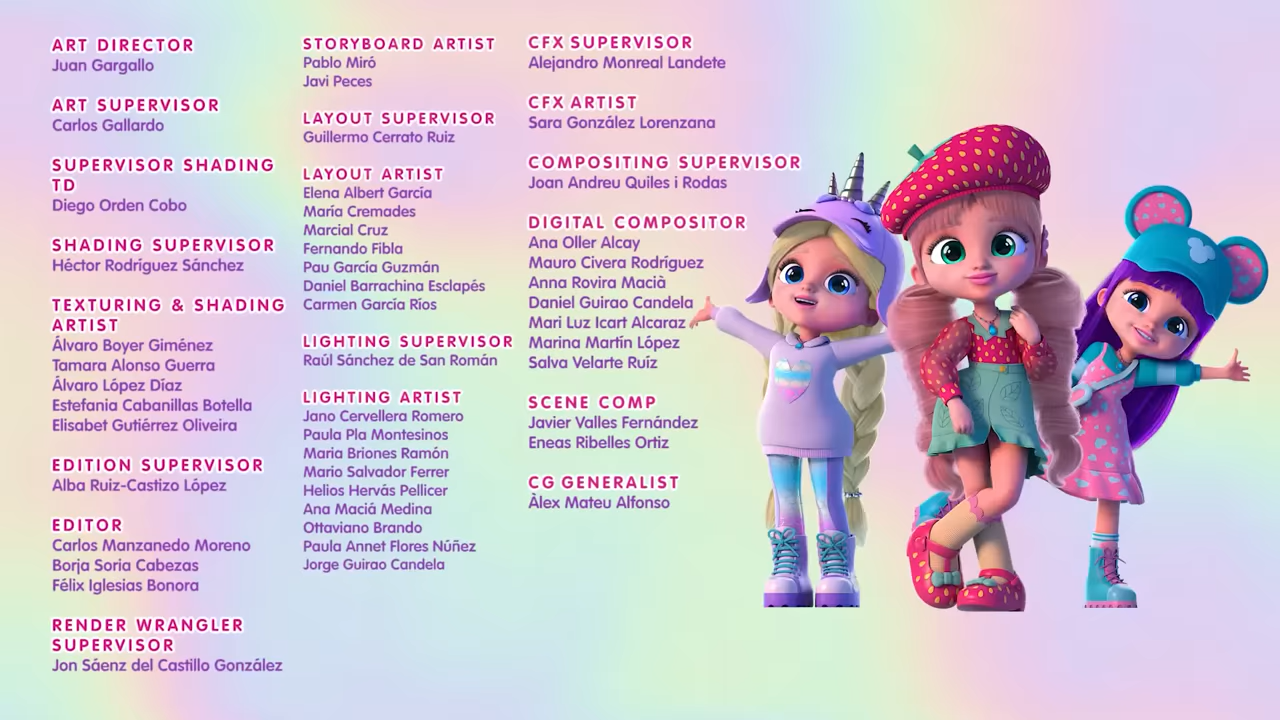 ART DIRECTOR
Juan Gargallo
ART SUPERVISOR
Carlos Gallardo
SUPERVISOR SHADING
TD
Diego Orden Cobo
SHADING SUPERVISOR
Héctor Rodríguez Sánchez
TEXTURING & SHADING
ARTIST
Álvaro Boyer Giménez
Tamara Alonso Guerra
Álvaro López Díaz
Estefania Cabanillas Botella
Elisabet Gutiérrez Oliveira
EDITION SUPERVISOR
Alba Ruiz-Castizo López
EDITOR
Carlos Manzanedo Moreno
Borja Soria Cabezas
Félix Iglesias Bonora
RENDER WRANGLER
SUPERVISOR
Jon Sáenz del Castillo González
STORYBOARD ARTIST
Pablo Miró
Javi Peces
LAYOUT SUPERVISOR
Guillermo Cerrato Ruiz
LAYOUT ARTIST
Elena Albert García
María Cremades
Marcial Cruz
Fernando Fibla
Pau García Guzmán
Daniel Barrachina Esclapés
Carmen García Ríos
LIGHTING SUPERVISOR
Raúl Sánchez de San Román
LIGHTING ARTIST
Jano Cervellera Romero
Paula Pla Montesinos
Maria Briones Ramón
Mario Salvador Ferrer
Helios Hervás Pellicer
Ana Maciá Medina
Ottaviano Brando
Paula Annet Flores Núñez
Jorge Guirao Candela
CFX SUPERVISOR
Alejandro Monreal Landete
CFX ARTIST
Sara González Lorenzana
COMPOSITING SUPERVISOR
Joan Andreu Quiles i Rodas
DIGITAL COMPOSITOR
Ana Oller Alcay
Mauro Civera Rodríguez
Anna Rovira Macià
Daniel Guirao Candela
Mari Luz Icart Alcaraz
Marina Martín López
Salva Velarte Ruíz
SCENE COMP
Javier Valles Fernández
Eneas Ribelles Ortiz
CG GENERALIST
Àlex Mateu Alfonso